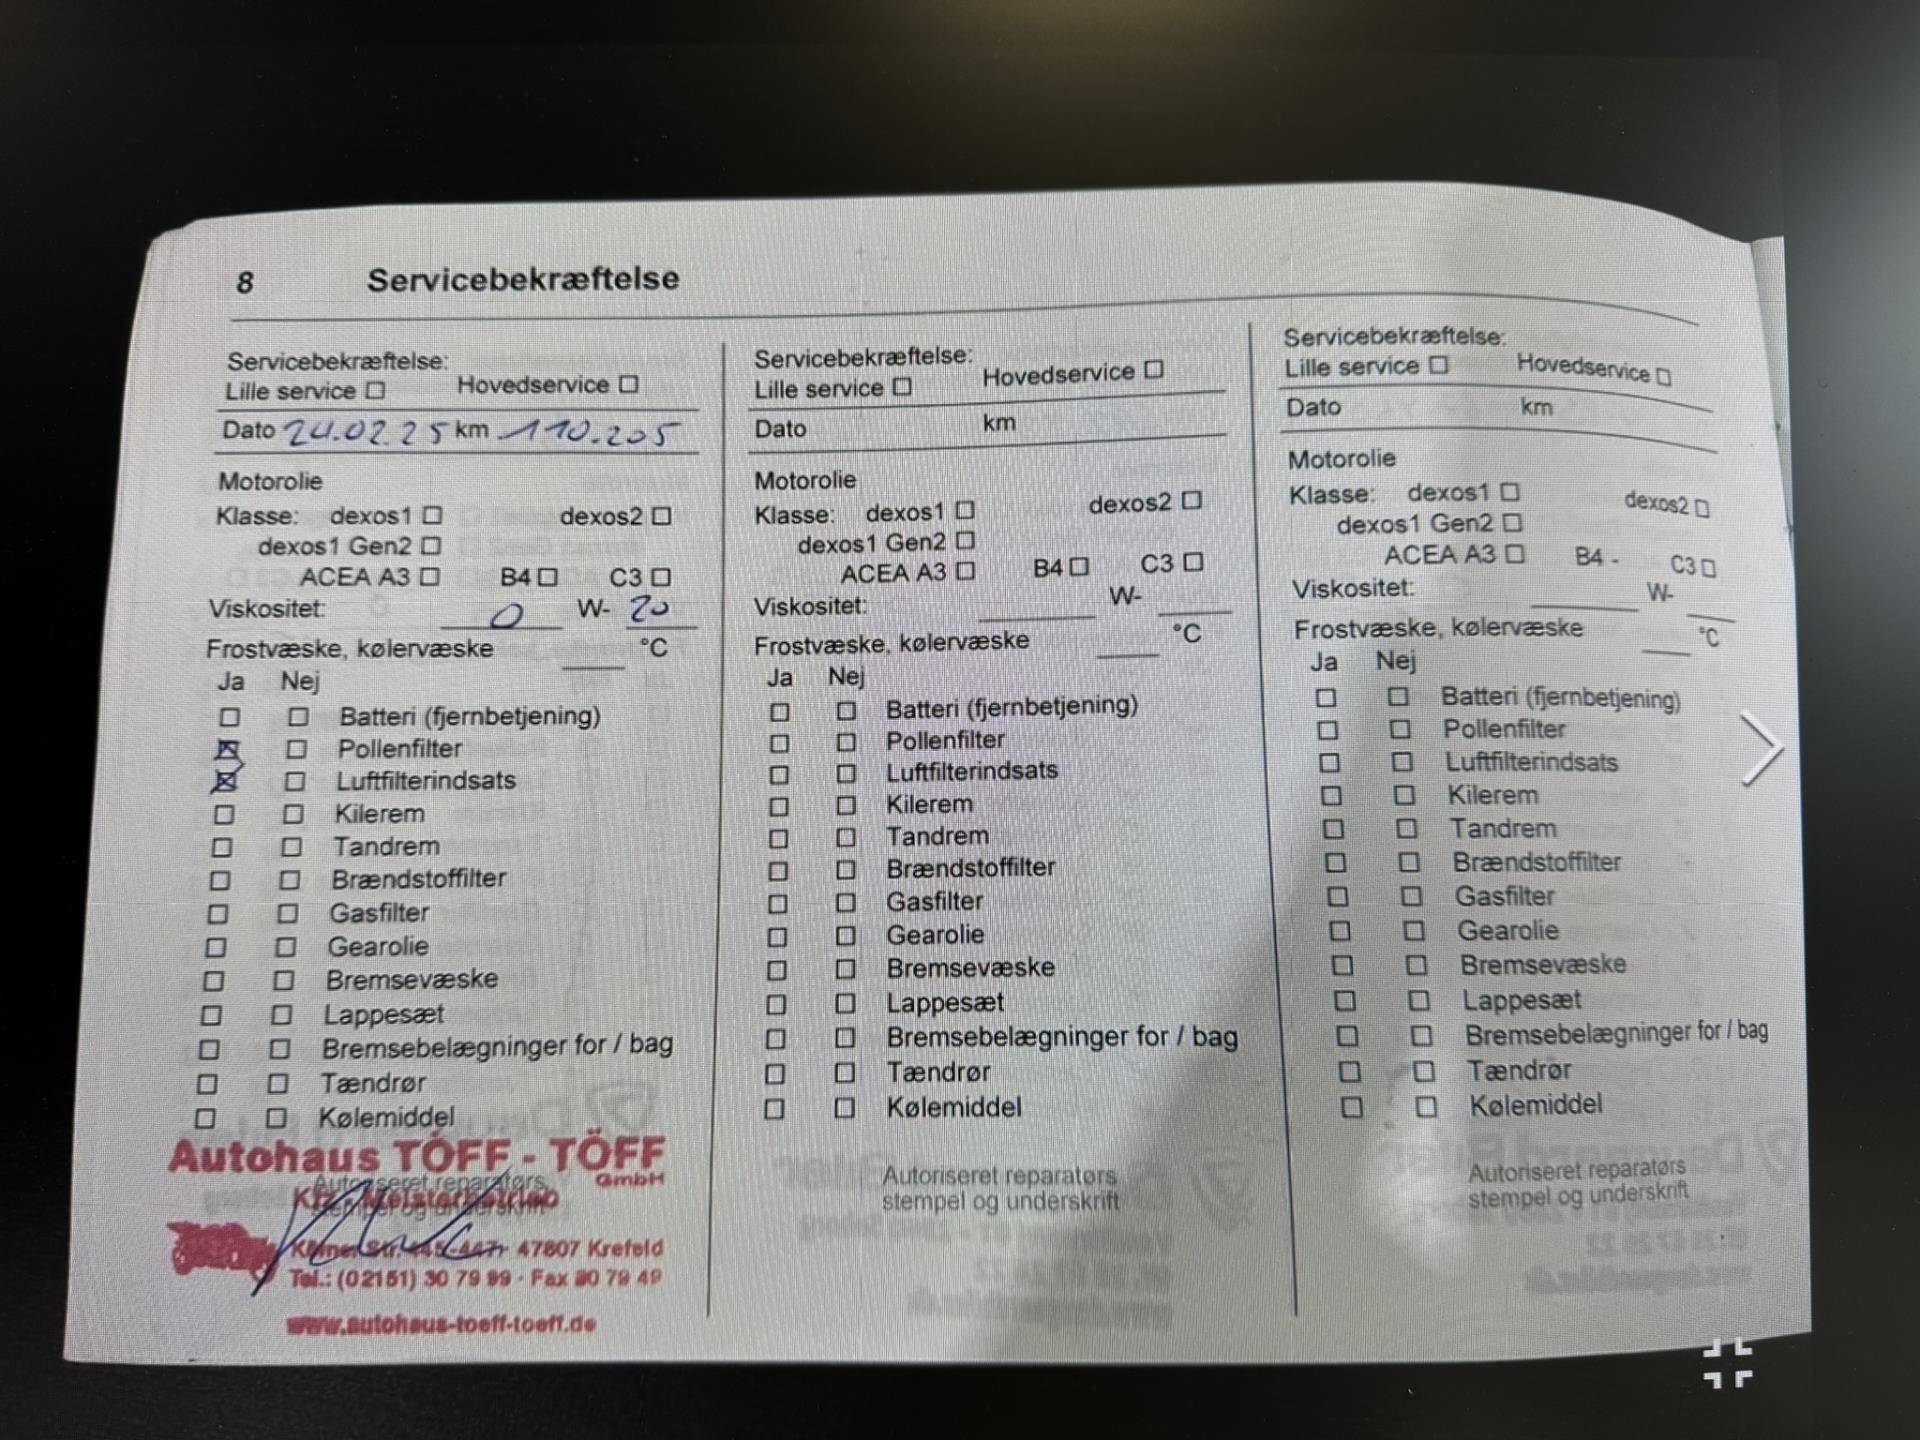 8 Servicebekræftelse
Servicebekræftelse:
Lille service ☐ Hovedservice ☐
Dato 24.02.25 km 110.205
Motorolie
Klasse: dexos1 ☐ dexos2 ☐
dexos1 Gen2 ☐
ACEA A3 ☐ B4 ☐ C3 ☐
Viskositet: 0 W- 20
Frostvæske, kølervæske °C
Ja Nej
☐ ☐ Batteri (fjernbetjening)
☒ ☐ Pollenfilter
☒ ☐ Luftfilterindsats
☐ ☐ Kilerem
☐ ☐ Tandrem
☐ ☐ Brændstoffilter
☐ ☐ Gasfilter
☐ ☐ Gearolie
☐ ☐ Bremsevæske
☐ ☐ Lappesæt
☐ ☐ Bremsebelægninger for / bag
☐ ☐ Tændrør
☐ ☐ Kølemiddel
Autohaus TÖFF - TÖFF
GmbH
Autoriseret reparatørs
Kfz - Meisterbetrieb
stempel og underskrift
47807 Krefeld
Tel.: (02151) 30 79 99 · Fax 30 79 49
www.autohaus-toeff-toeff.de
Servicebekræftelse:
Lille service ☐ Hovedservice ☐
Dato km
Motorolie
Klasse: dexos1 ☐ dexos2 ☐
dexos1 Gen2 ☐
ACEA A3 ☐ B4 ☐ C3 ☐
Viskositet: W-
Frostvæske, kølervæske °C
Ja Nej
☐ ☐ Batteri (fjernbetjening)
☐ ☐ Pollenfilter
☐ ☐ Luftfilterindsats
☐ ☐ Kilerem
☐ ☐ Tandrem
☐ ☐ Brændstoffilter
☐ ☐ Gasfilter
☐ ☐ Gearolie
☐ ☐ Bremsevæske
☐ ☐ Lappesæt
☐ ☐ Bremsebelægninger for / bag
☐ ☐ Tændrør
☐ ☐ Kølemiddel
Autoriseret reparatørs
stempel og underskrift
Servicebekræftelse:
Lille service ☐ Hovedservice ☐
Dato km
Motorolie
Klasse: dexos1 ☐ dexos2 ☐
dexos1 Gen2 ☐
ACEA A3 ☐ B4 - C3 ☐
Viskositet: W-
Frostvæske, kølervæske °C
Ja Nej
☐ ☐ Batteri (fjernbetjening)
☐ ☐ Pollenfilter
☐ ☐ Luftfilterindsats
☐ ☐ Kilerem
☐ ☐ Tandrem
☐ ☐ Brændstoffilter
☐ ☐ Gasfilter
☐ ☐ Gearolie
☐ ☐ Bremsevæske
☐ ☐ Lappesæt
☐ ☐ Bremsebelægninger for / bag
☐ ☐ Tændrør
☐ ☐ Kølemiddel
Autoriseret reparatørs
stempel og underskrift